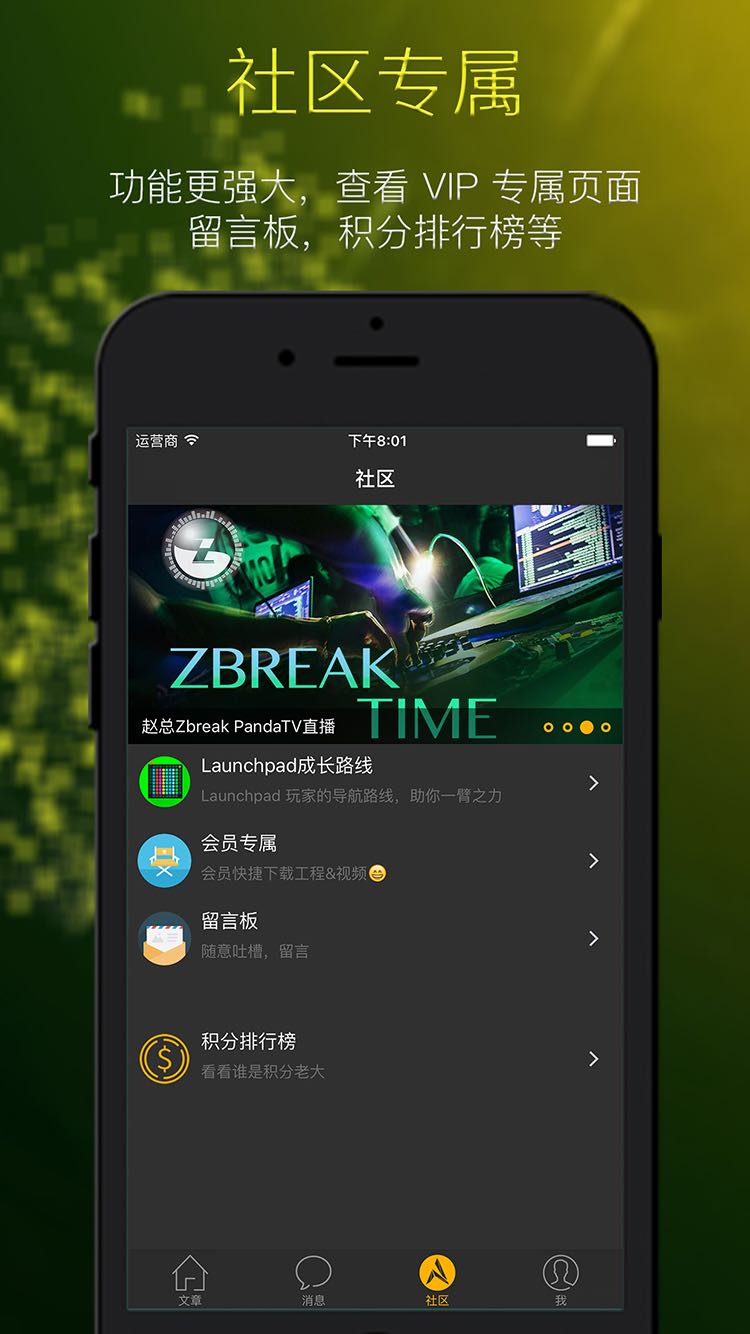 社区专属
功能更强大，查看 VIP 专属页面
留言板，积分排行榜等
运营商
下午8:01
社区
Z
ZBREAK
TIME
赵总Zbreak PandaTV直播
Launchpad成长路线
Launchpad 玩家的导航路线，助你一臂之力
会员专属
会员快捷下载工程&视频😄
留言板
随意吐槽，留言
$
积分排行榜
看看谁是积分老大
文章
消息
社区
我